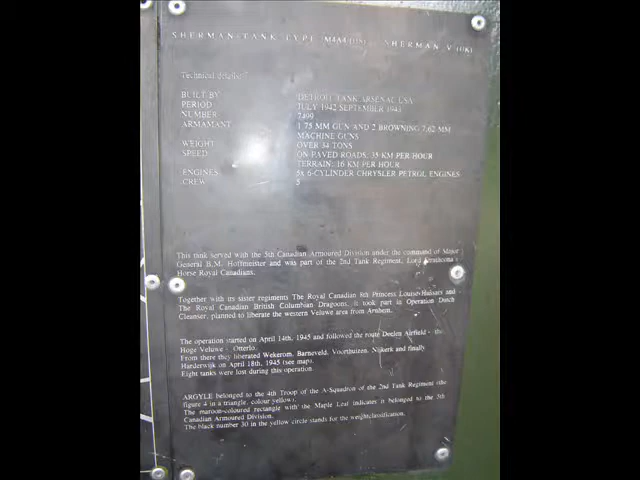 SHERMAN-TANK TYPE M4A4 (US) - SHERMAN V (UK)
Technical details:
BUILT BY DETROIT TANK ARSENAL USA
PERIOD JULY 1942 SEPTEMBER 1943
NUMBER 7499
ARMAMANT 1 75 MM GUN AND 2 BROWNING 7,62 MM
MACHINE GUNS
WEIGHT OVER 34 TONS
SPEED ON PAVED ROADS: 35 KM PER HOUR
TERRAIN: 16 KM PER HOUR
ENGINES 5x 6-CYLINDER CHRYSLER PETROL ENGINES
CREW 5
This tank served with the 5th Canadian Armoured Division under the command of Major
General B.M. Hoffmeister and was part of the 2nd Tank Regiment, Lord Strathcona's
Horse Royal Canadians.
Together with its sister regiments The Royal Canadian 8th Princess Louise Hussars and
The Royal Canadian British Columbian Dragoons, it took part in Operation Dutch
Cleanser, planned to liberate the western Veluwe area from Arnhem.
The operation started on April 14th, 1945 and followed the route Deelen Airfield - the
Hoge Veluwe - Otterlo.
From there they liberated Wekerom, Barneveld, Voorthuizen, Nijkerk and finally
Harderwijk on April 18th, 1945 (see map).
Eight tanks were lost during this operation.
ARGYLE belonged to the 4th Troop of the A-Squadron of the 2nd Tank Regiment (the
figure 4 in a triangle, colour yellow).
The maroon-coloured rectangle with the Maple Leaf indicates it belonged to the 5th
Canadian Armoured Division.
The black number 30 in the yellow circle stands for the weightclassification.